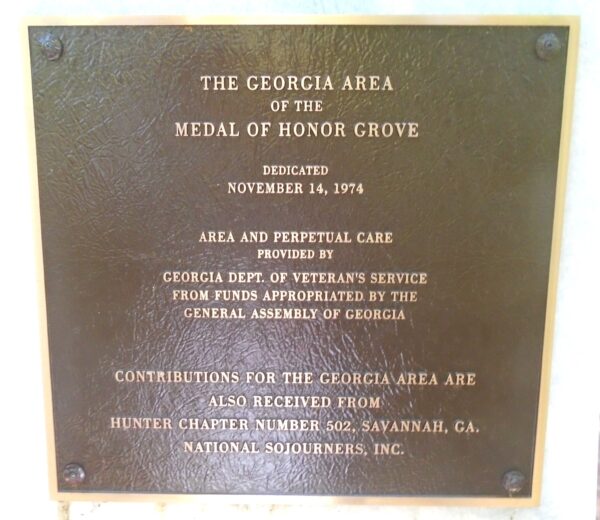 THE GEORGIA AREA
OF THE
MEDAL OF HONOR GROVE
DEDICATED
NOVEMBER 14, 1974
AREA AND PERPETUAL CARE
PROVIDED BY
GEORGIA DEPT. OF VETERAN'S SERVICE
FROM FUNDS APPROPRIATED BY THE
GENERAL ASSEMBLY OF GEORGIA
CONTRIBUTIONS FOR THE GEORGIA AREA ARE
ALSO RECEIVED FROM
HUNTER CHAPTER NUMBER 502, SAVANNAH, GA.
NATIONAL SOJOURNERS, INC.